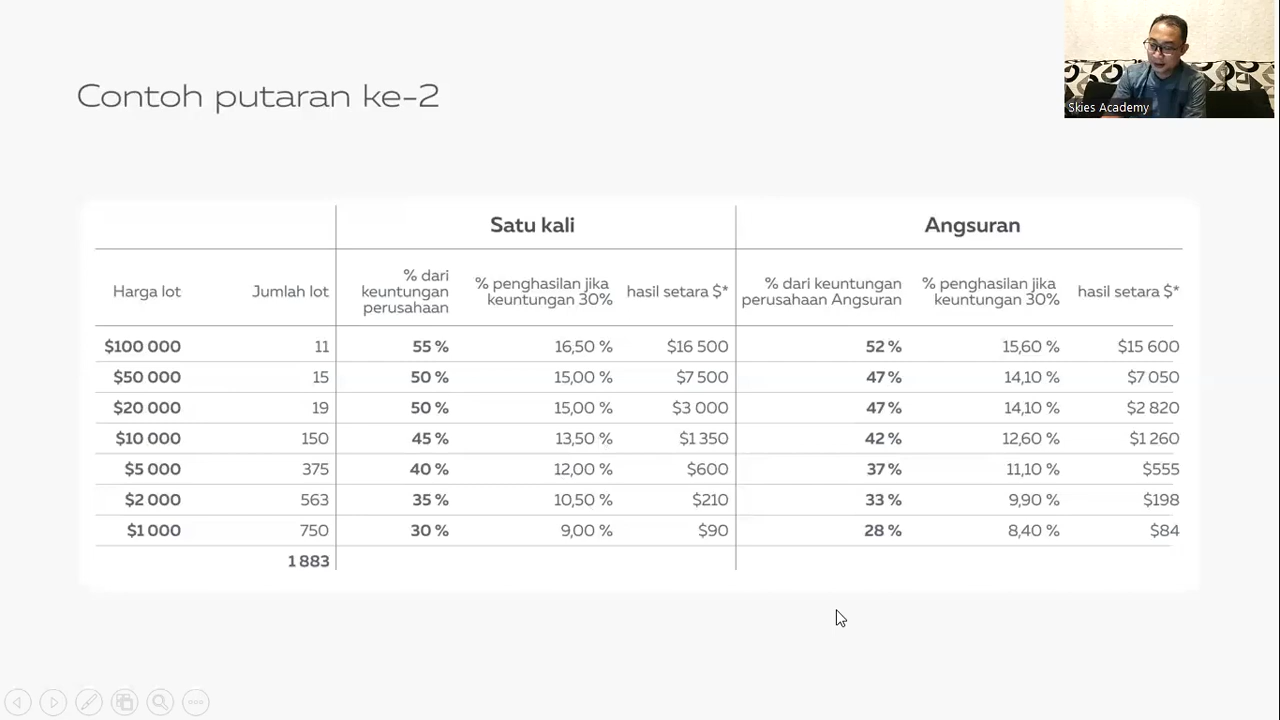 Skies Academy
Contoh putaran ke-2
Satu kali Angsuran
Harga lot Jumlah lot % dari keuntungan perusahaan % penghasilan jika keuntungan 30% hasil setara $* % dari keuntungan perusahaan Angsuran % penghasilan jika keuntungan 30% hasil setara $*
$100 000 11 55 % 16,50 % $16 500 52 % 15,60 % $15 600
$50 000 15 50 % 15,00 % $7 500 47 % 14,10 % $7 050
$20 000 19 50 % 15,00 % $3 000 47 % 14,10 % $2 820
$10 000 150 45 % 13,50 % $1 350 42 % 12,60 % $1 260
$5 000 375 40 % 12,00 % $600 37 % 11,10 % $555
$2 000 563 35 % 10,50 % $210 33 % 9,90 % $198
$1 000 750 30 % 9,00 % $90 28 % 8,40 % $84
1 883